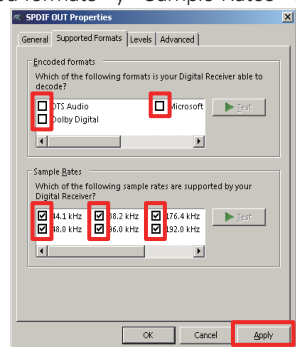 SPDIF OUT Properties
General Supported Formats Levels Advanced
Encoded formats
Which of the following formats is your Digital Receiver able to
decode?
DTS Audio Microsoft Test
Dolby Digital
Sample Rates
Which of the following sample rates are supported by your
Digital Receiver?
44.1 kHz 88.2 kHz 176.4 kHz Test
48.0 kHz 96.0 kHz 192.0 kHz
OK Cancel Apply